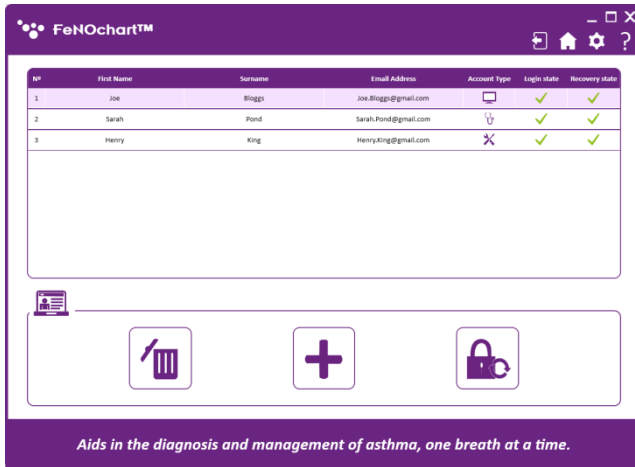 FeNOchart™
Nº First Name Surname Email Address Account Type Login state Recovery state
1 Joe Bloggs Joe.Bloggs@gmail.com
2 Sarah Pond Sarah.Pond@gmail.com
3 Henry King Henry.King@gmail.com
Aids in the diagnosis and management of asthma, one breath at a time.